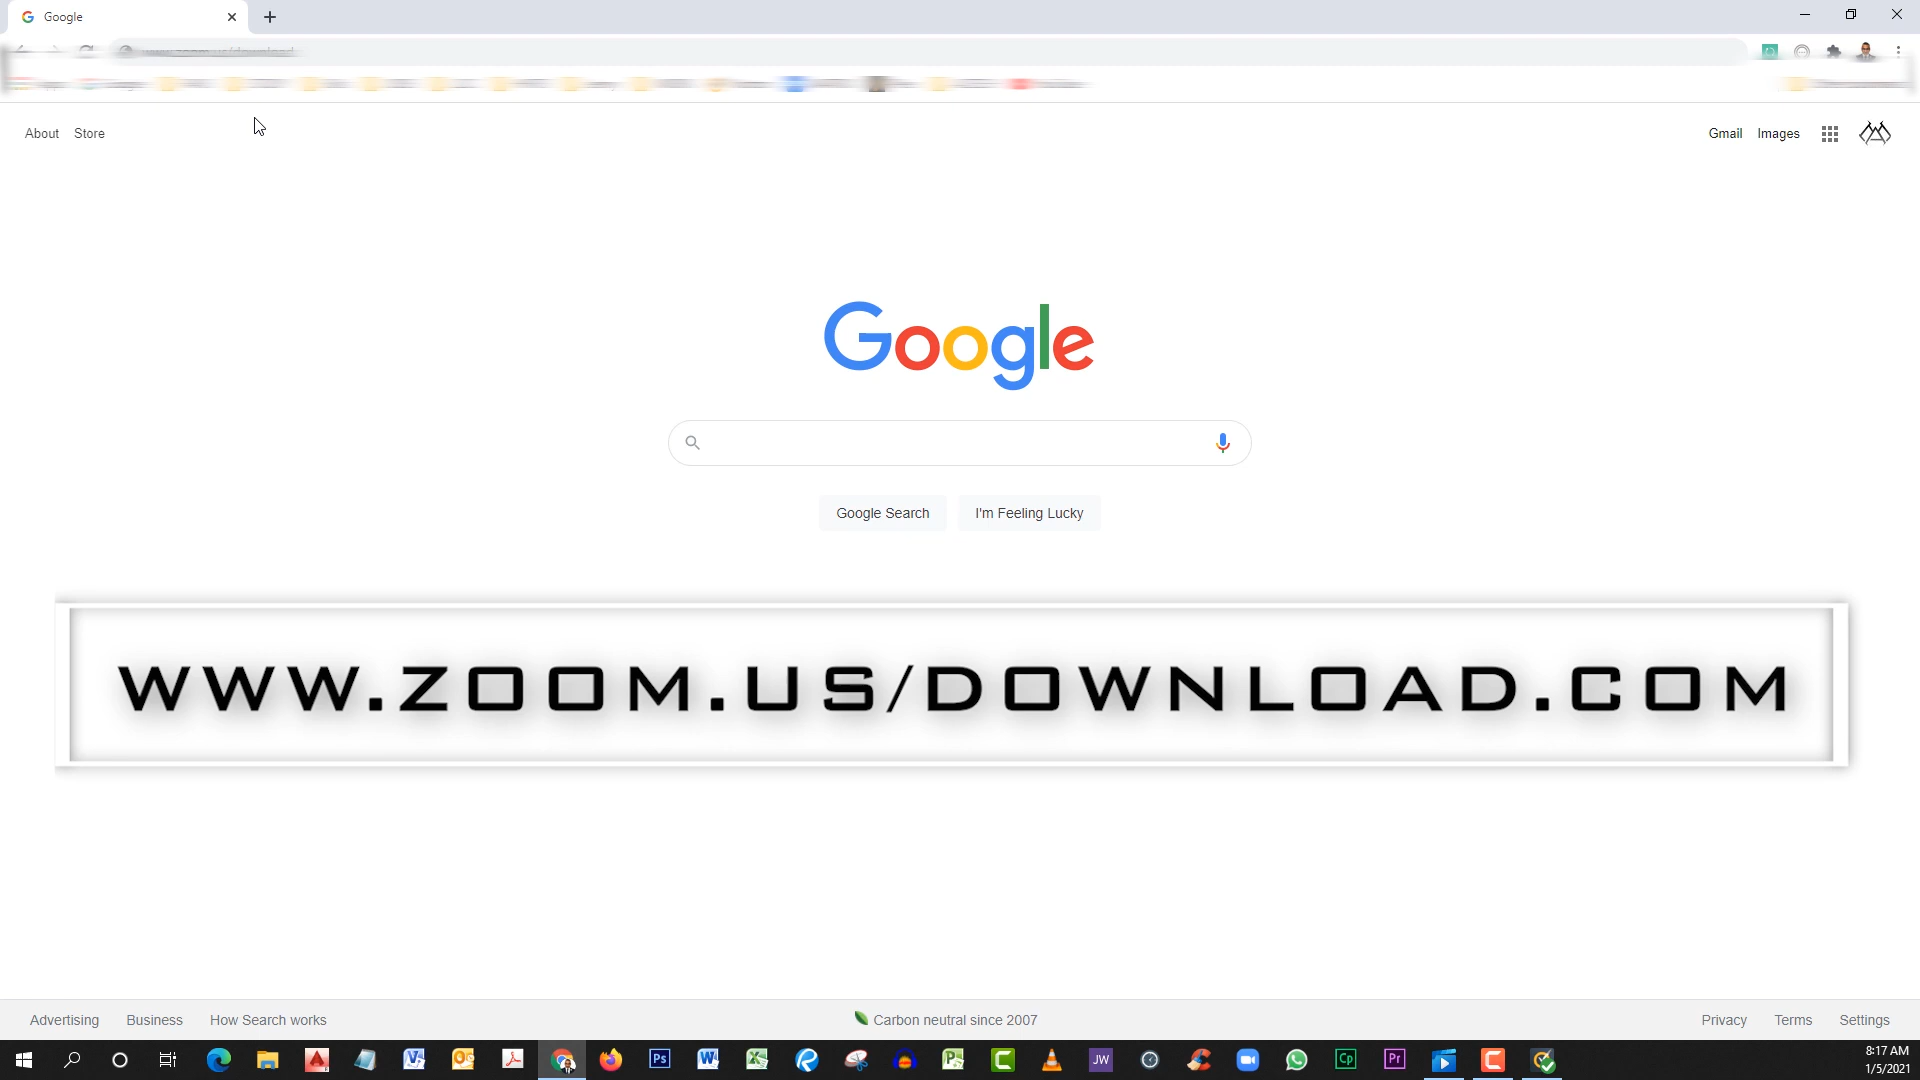 Google
About Store
Gmail Images
Google
Google Search I'm Feeling Lucky
WWW.ZOOM.US/DOWNLOAD.COM
Advertising Business How Search works
Carbon neutral since 2007
Privacy Terms Settings
8:17 AM
1/5/2021